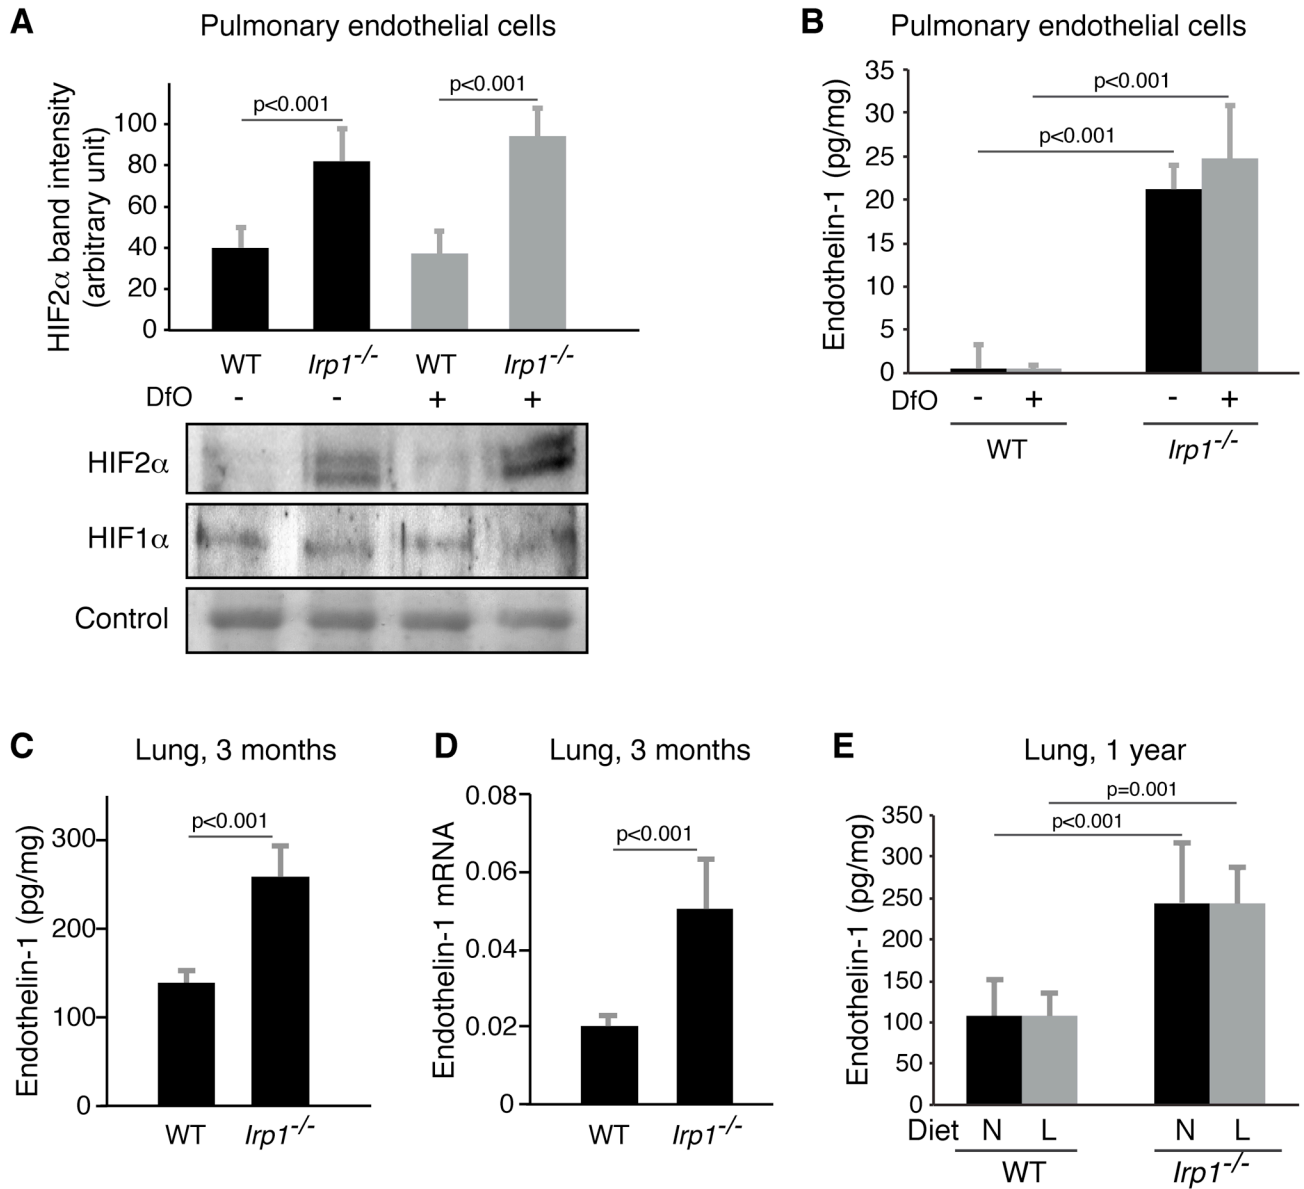 A
Pulmonary endothelial cells
HIF2α band intensity
(arbitrary unit)
100
80
60
40
20
0
p<0.001
p<0.001
WT
Irp1-/-
WT
Irp1-/-
DfO - - + +
HIF2α
HIF1α
Control
B
Pulmonary endothelial cells
Endothelin-1 (pg/mg)
35
30
25
20
15
10
5
0
p<0.001
p<0.001
DfO - + - +
WT
Irp1-/-
C
Lung, 3 months
Endothelin-1 (pg/mg)
300
200
100
0
p<0.001
WT
Irp1-/-
D
Lung, 3 months
Endothelin-1 mRNA
0.08
0.06
0.04
0.02
0
p<0.001
WT
Irp1-/-
E
Lung, 1 year
Endothelin-1 (pg/mg)
350
300
250
200
150
100
50
0
p=0.001
p<0.001
Diet N L N L
WT
Irp1-/-